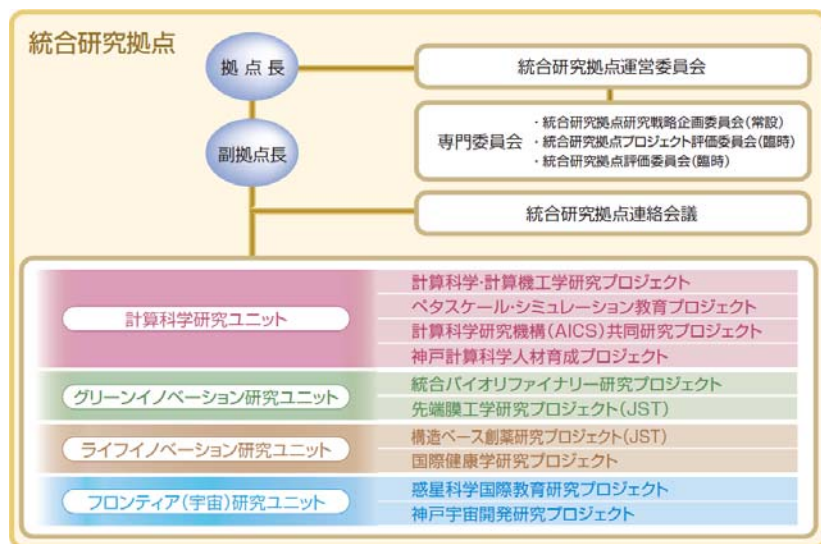 統合研究拠点
拠点長
統合研究拠点運営委員会
専門委員会
・統合研究拠点研究戦略企画委員会(常設)
・統合研究拠点プロジェクト評価委員会(臨時)
・統合研究拠点評価委員会(臨時)
副拠点長
統合研究拠点連絡会議
計算科学研究ユニット
計算科学・計算機工学研究プロジェクト
ペタスケール・シミュレーション教育プロジェクト
計算科学研究機構(AICS)共同研究プロジェクト
神戸計算科学人材育成プロジェクト
グリーンイノベーション研究ユニット
統合バイオリファイナリー研究プロジェクト
先端膜工学研究プロジェクト(JST)
ライフイノベーション研究ユニット
構造ベース創薬研究プロジェクト(JST)
国際健康学研究プロジェクト
フロンティア(宇宙)研究ユニット
惑星科学国際教育研究プロジェクト
神戸宇宙開発研究プロジェクト